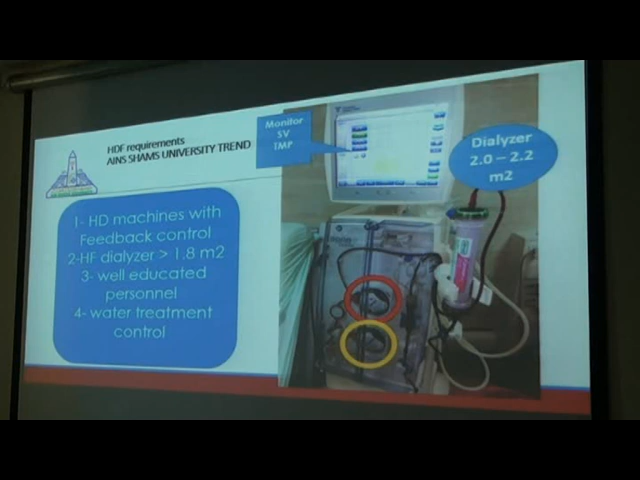 HDF requirements
AINS SHAMS UNIVERSITY TREND
Monitor
SV
TMP
Dialyzer
2.0 – 2.2
m2
1- HD machines with
Feedback control
2-HF dialyzer > 1.8 m2
3- well educated
personnel
4- water treatment
control